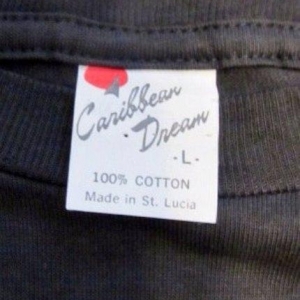 Caribbean
· Dream
- L -
100% COTTON
Made in St. Lucia